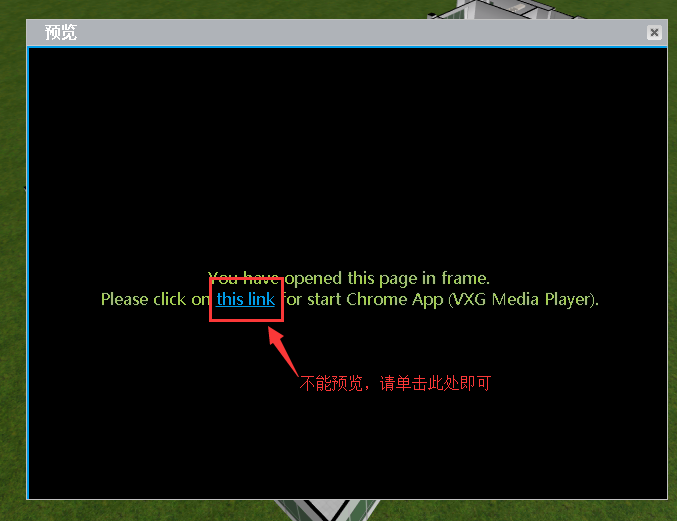 预览
You have opened this page in frame.
Please click on this link for start Chrome App (VXG Media Player).
不能预览，请单击此处即可